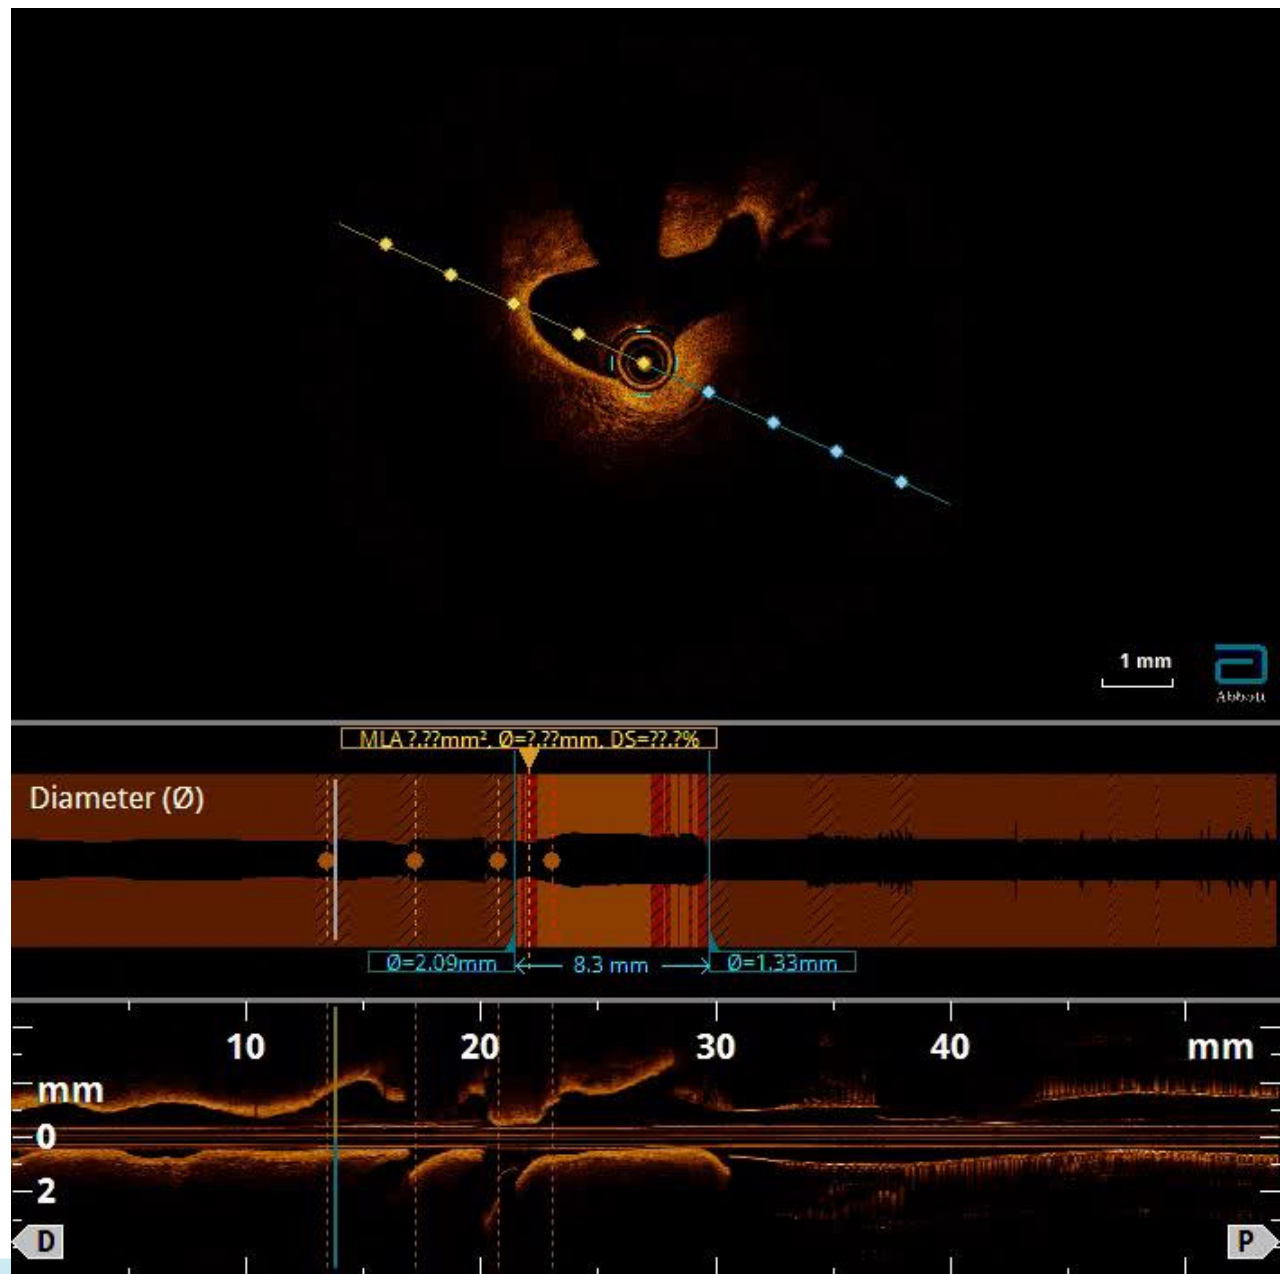 1 mm
Abbott
MLA ?.??mm², Ø=?.??mm, DS=??.?%
Diameter (Ø)
Ø=2.09mm
8.3 mm
Ø=1.33mm
10 20 30 40 mm
mm
0
2
D P